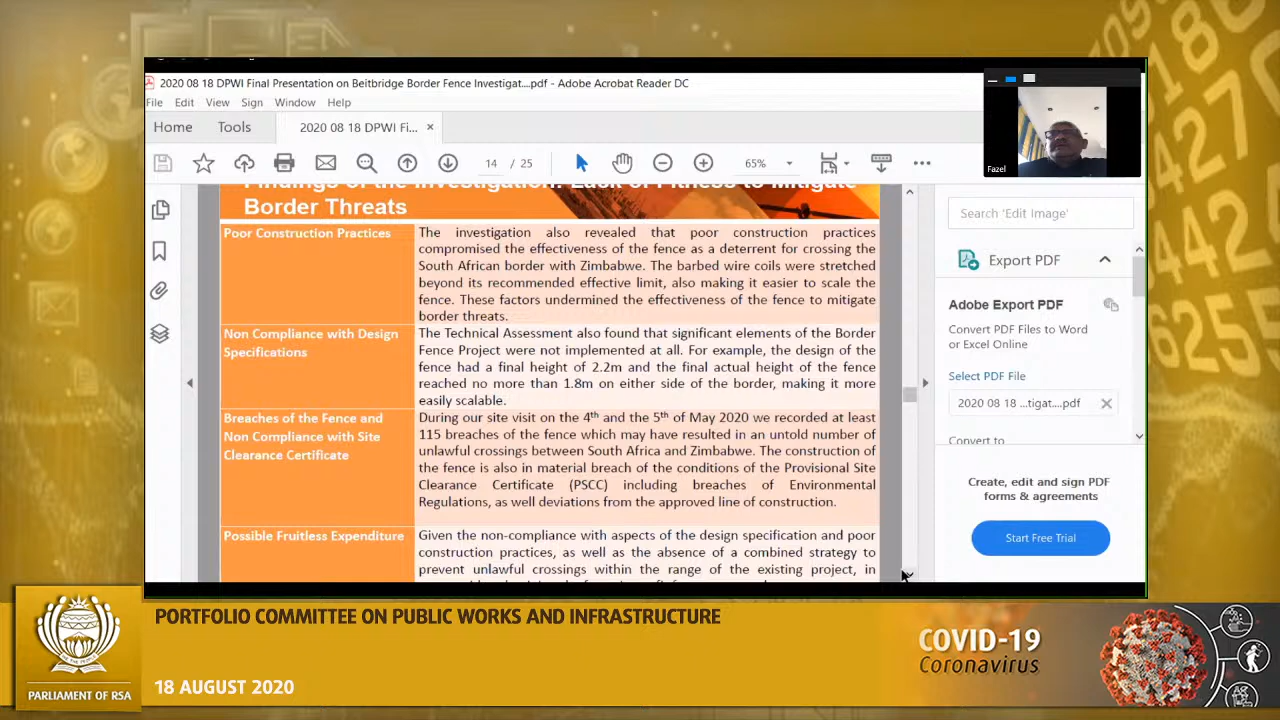 2020 08 18 DPWI Final Presentation on Beitbridge Border Fence Investigat....pdf - Adobe Acrobat Reader DC
File Edit View Sign Window Help
Home Tools 2020 08 18 DPWI Fi... ×
14 / 25 65%
Fazel
Findings of the Investigation: Lack of Fitness to Mitigate
Border Threats
Poor Construction Practices
The investigation also revealed that poor construction practices
compromised the effectiveness of the fence as a deterrent for crossing the
South African border with Zimbabwe. The barbed wire coils were stretched
beyond its recommended effective limit, also making it easier to scale the
fence. These factors undermined the effectiveness of the fence to mitigate
border threats.
Non Compliance with Design
Specifications
The Technical Assessment also found that significant elements of the Border
Fence Project were not implemented at all. For example, the design of the
fence had a final height of 2.2m and the final actual height of the fence
reached no more than 1.8m on either side of the border, making it more
easily scalable.
Breaches of the Fence and
Non Compliance with Site
Clearance Certificate
During our site visit on the 4th and the 5th of May 2020 we recorded at least
115 breaches of the fence which may have resulted in an untold number of
unlawful crossings between South Africa and Zimbabwe. The construction of
the fence is also in material breach of the conditions of the Provisional Site
Clearance Certificate (PSCC) including breaches of Environmental
Regulations, as well deviations from the approved line of construction.
Possible Fruitless Expenditure
Given the non-compliance with aspects of the design specification and poor
construction practices, as well as the absence of a combined strategy to
prevent unlawful crossings within the range of the existing project, in
Search 'Edit Image'
Export PDF
Adobe Export PDF
Convert PDF Files to Word
or Excel Online
Select PDF File
2020 08 18 ...tigat....pdf ×
Convert to
Create, edit and sign PDF
forms & agreements
Start Free Trial
PORTFOLIO COMMITTEE ON PUBLIC WORKS AND INFRASTRUCTURE
18 AUGUST 2020
PARLIAMENT OF RSA
COVID-19
Coronavirus